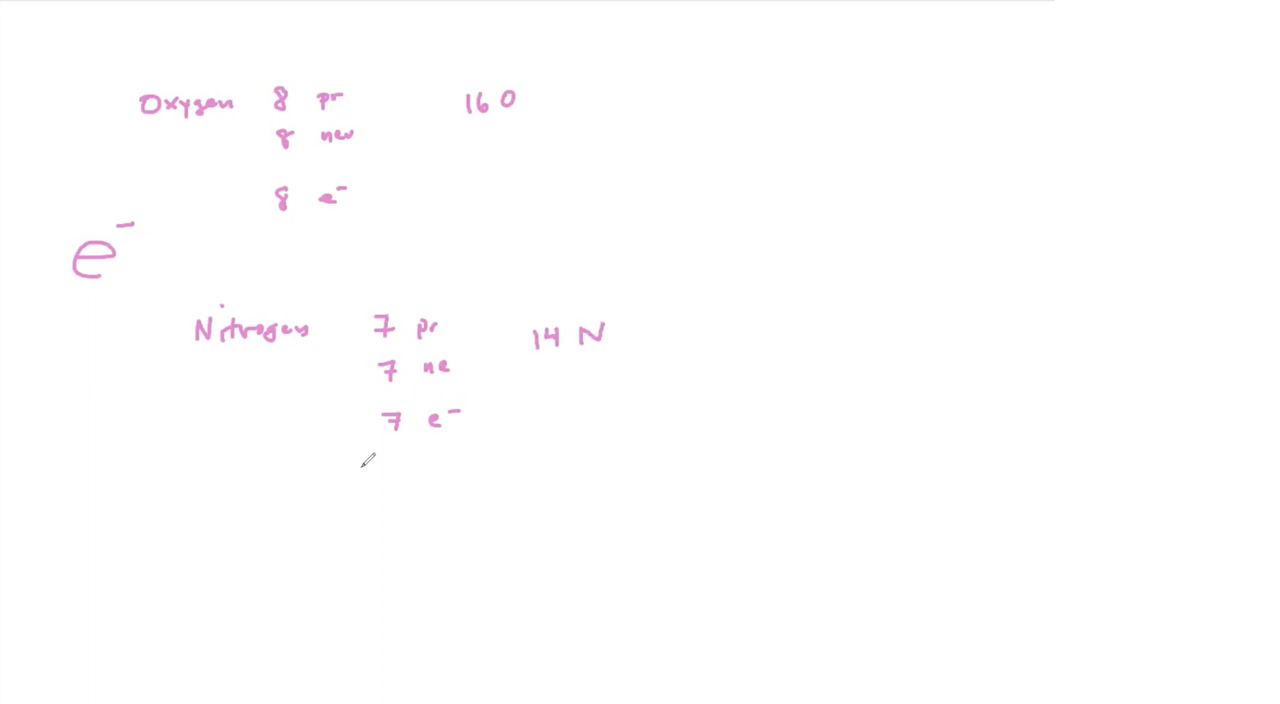 Oxygen 8 pr 16 O
8 neu
8 e⁻
e⁻
Nitrogen 7 pr 14 N
7 ne
7 e⁻